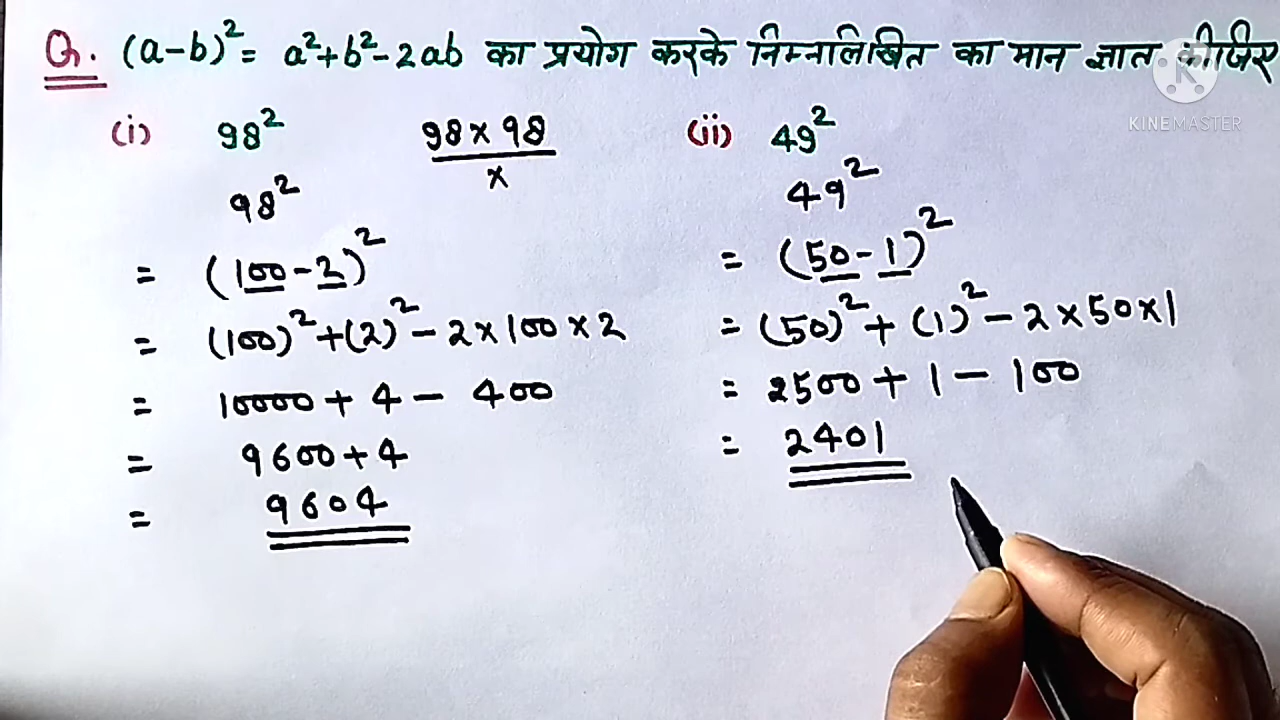 Q. (a-b)² = a²+b²-2ab का प्रयोग करके निम्नलिखित का मान ज्ञात कीजिए
KINEMASTER
(i) 98²
98 × 98
×
98²
= (100-2)²
= (100)²+(2)²-2×100×2
= 10000+4-400
= 9600+4
= 9604
(ii) 49²
49²
= (50-1)²
= (50)²+(1)²-2×50×1
= 2500+1-100
= 2401